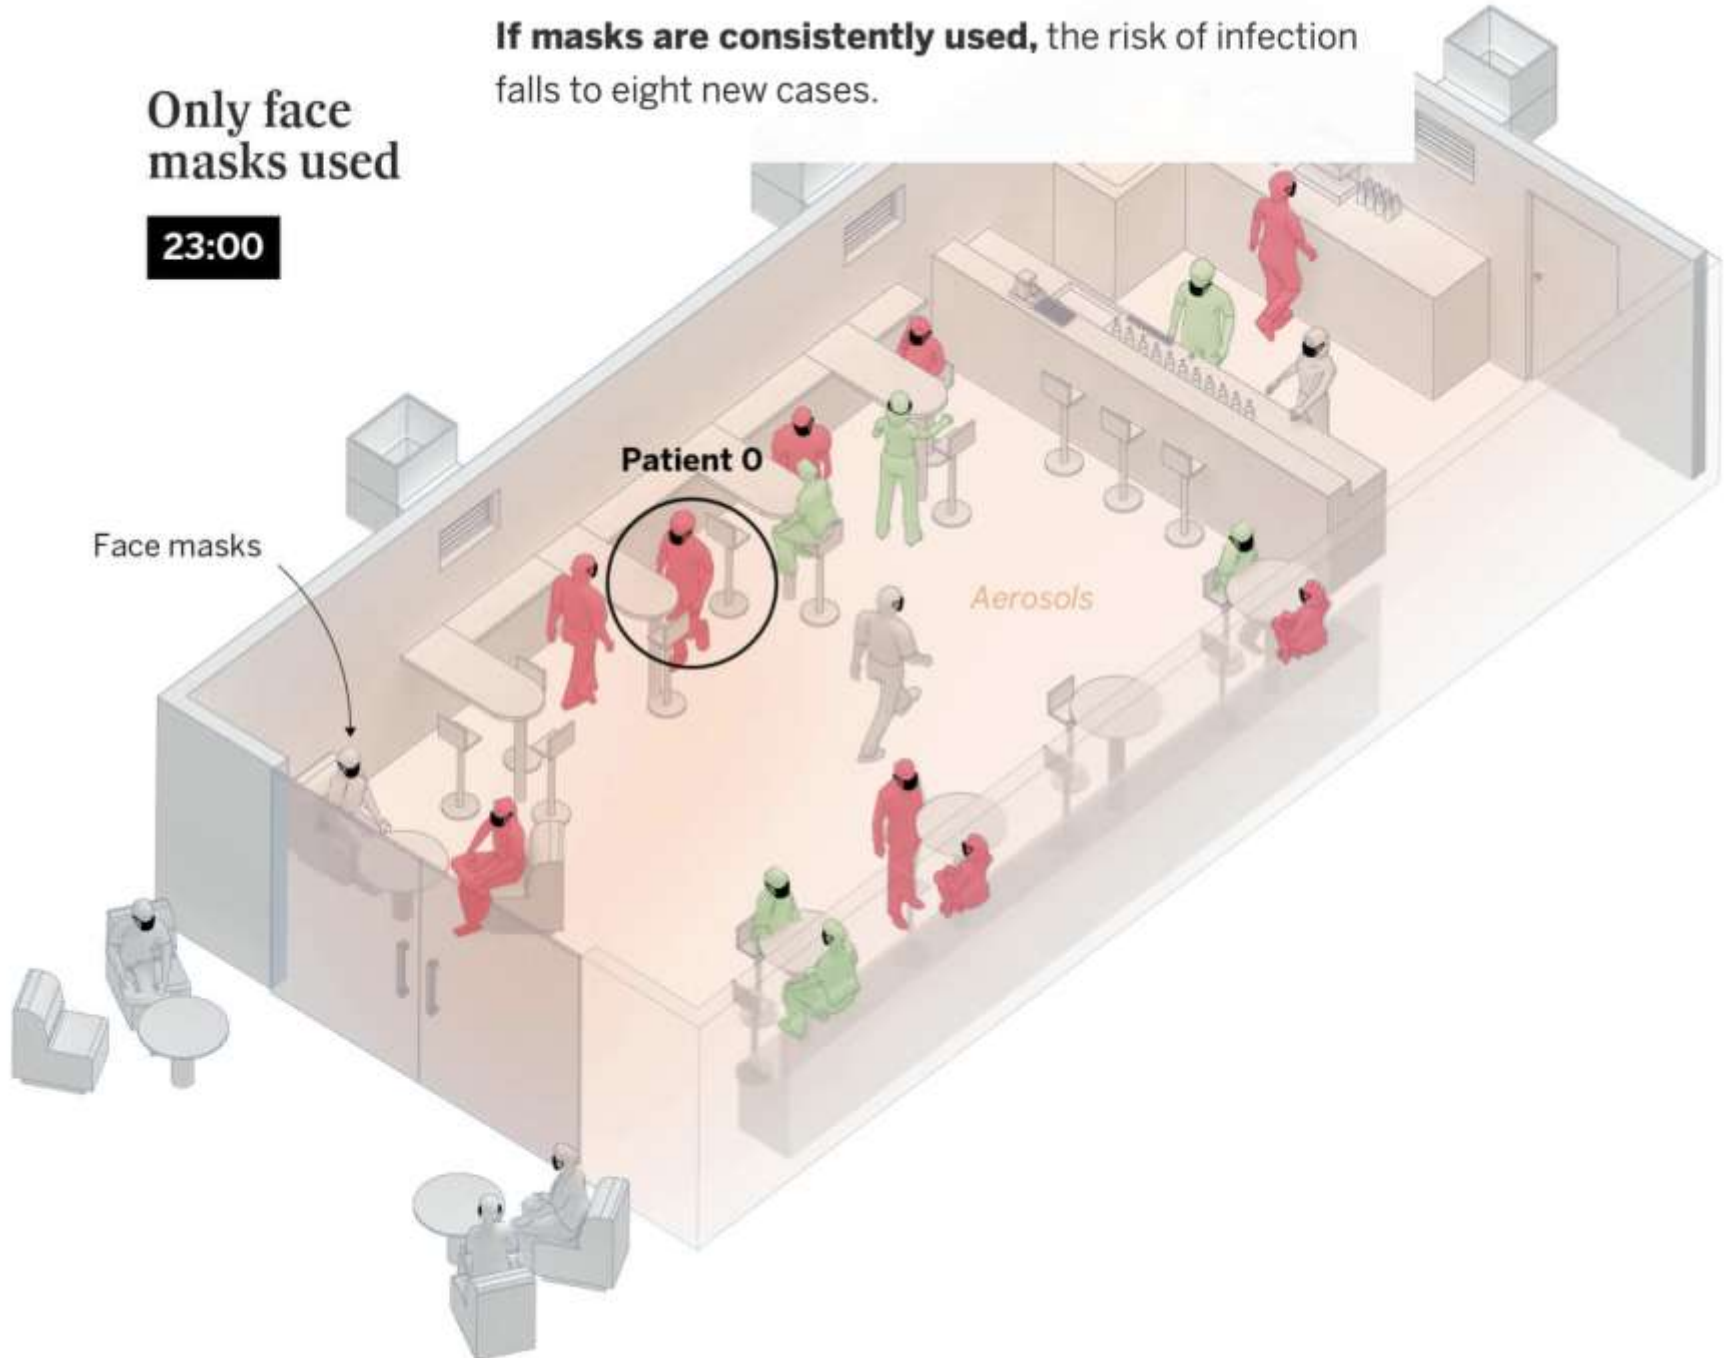 If masks are consistently used, the risk of infection
falls to eight new cases.
Only face
masks used
23:00
Patient 0
Face masks
Aerosols